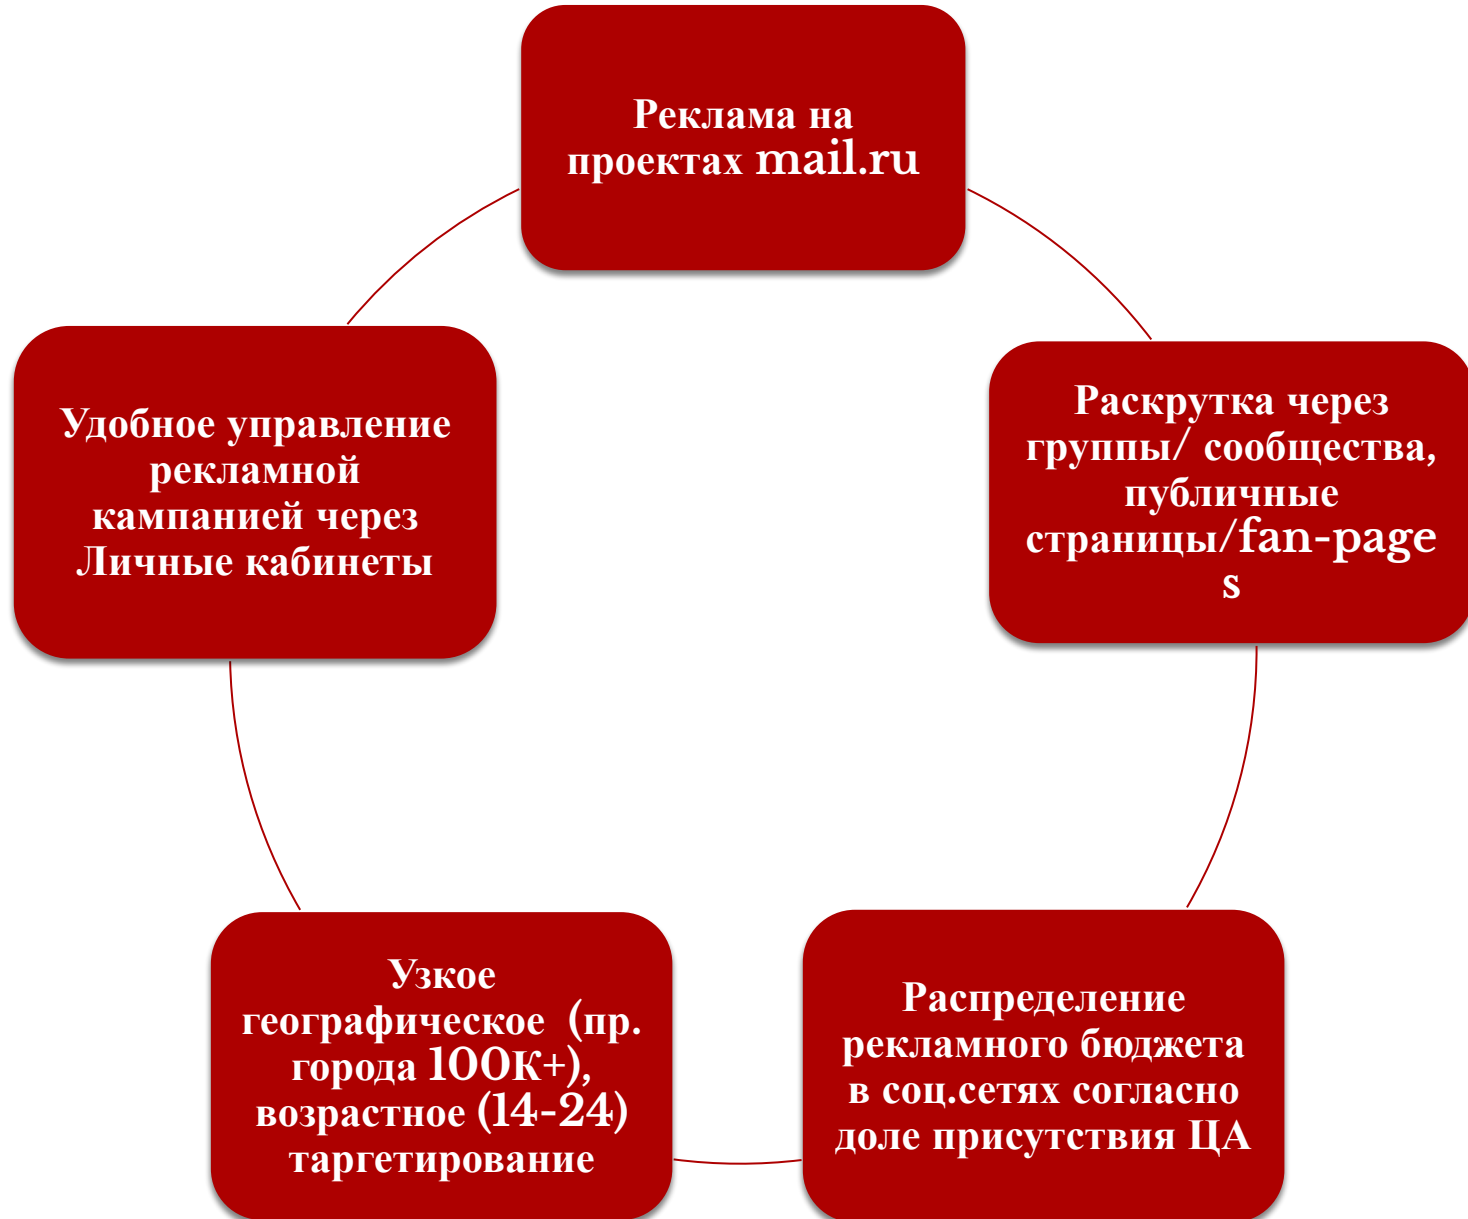 Реклама на
проектах mail.ru
Раскрутка через
группы/ сообщества,
публичные
страницы/fan-page
s
Распределение
рекламного бюджета
в соц.сетях согласно
доле присутствия ЦА
Узкое
географическое (пр.
города 100К+),
возрастное (14-24)
таргетирование
Удобное управление
рекламной
кампанией через
Личные кабинеты